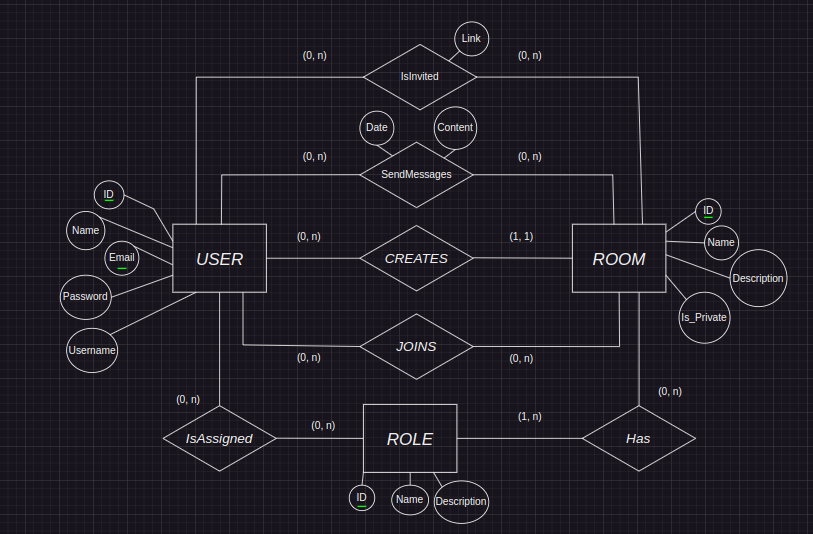 Link
(0, n)
IsInvited
(0, n)
Date
Content
(0, n)
SendMessages
(0, n)
ID
Name
Email
Password
Username
USER
(0, n)
CREATES
(1, 1)
ROOM
ID
Name
Description
Is_Private
(0, n)
JOINS
(0, n)
(0, n)
IsAssigned
(0, n)
ROLE
(1, n)
Has
(0, n)
ID
Name
Description